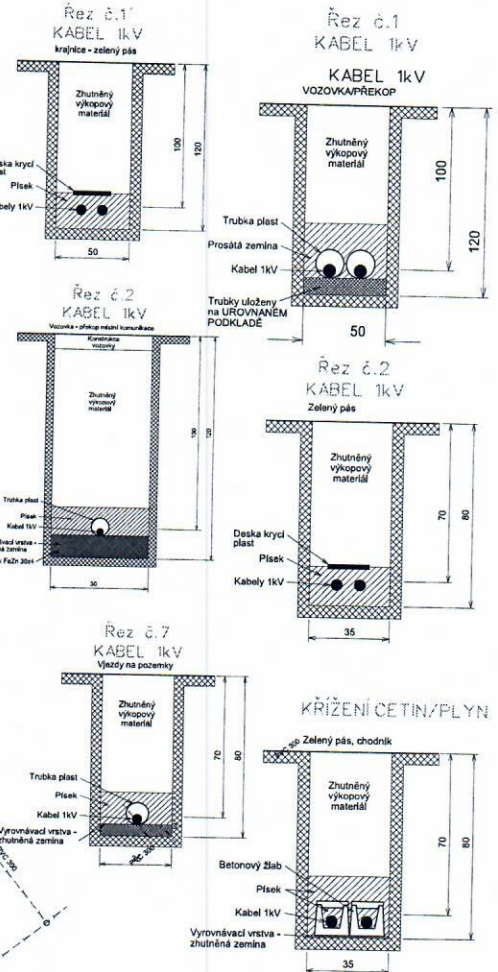 Řez č.1
KABEL 1kV
krajnice - zelený pás
Zhutněný
výkopový
materiál
100
120
Písek
50
Řez č.1
KABEL 1kV
KABEL 1kV
VOZOVKA/PŘEKOP
Zhutněný
výkopový
materiál
100
120
Trubka plast
Prosátá zemina
Kabel 1kV
Trubky uloženy
na UROVNANÉM
PODKLADĚ
50
Řez č.2
KABEL 1kV
Vozovka - překop místní komunikace
Konstrukce
vozovky
Zhutněný
výkopový
materiál
120
Trubka plast
Písek
Kabel 1kV
FeZn 30x4
Řez č.2
KABEL 1kV
Zelený pás
Zhutněný
výkopový
materiál
70
80
Deska krycí
plast
Písek
Kabely 1kV
35
Řez č.7
KABEL 1kV
Vjezdy na pozemky
Zhutněný
výkopový
materiál
70
80
Trubka plast
Písek
Kabel 1kV
Vyrovnávací vrstva -
zhutněná zemina
KŘÍŽENÍ CETIN/PLYN
Zelený pás, chodník
Zhutněný
výkopový
materiál
70
80
Betonový žlab
Písek
Kabel 1kV
Vyrovnávací vrstva -
zhutněná zemina
35